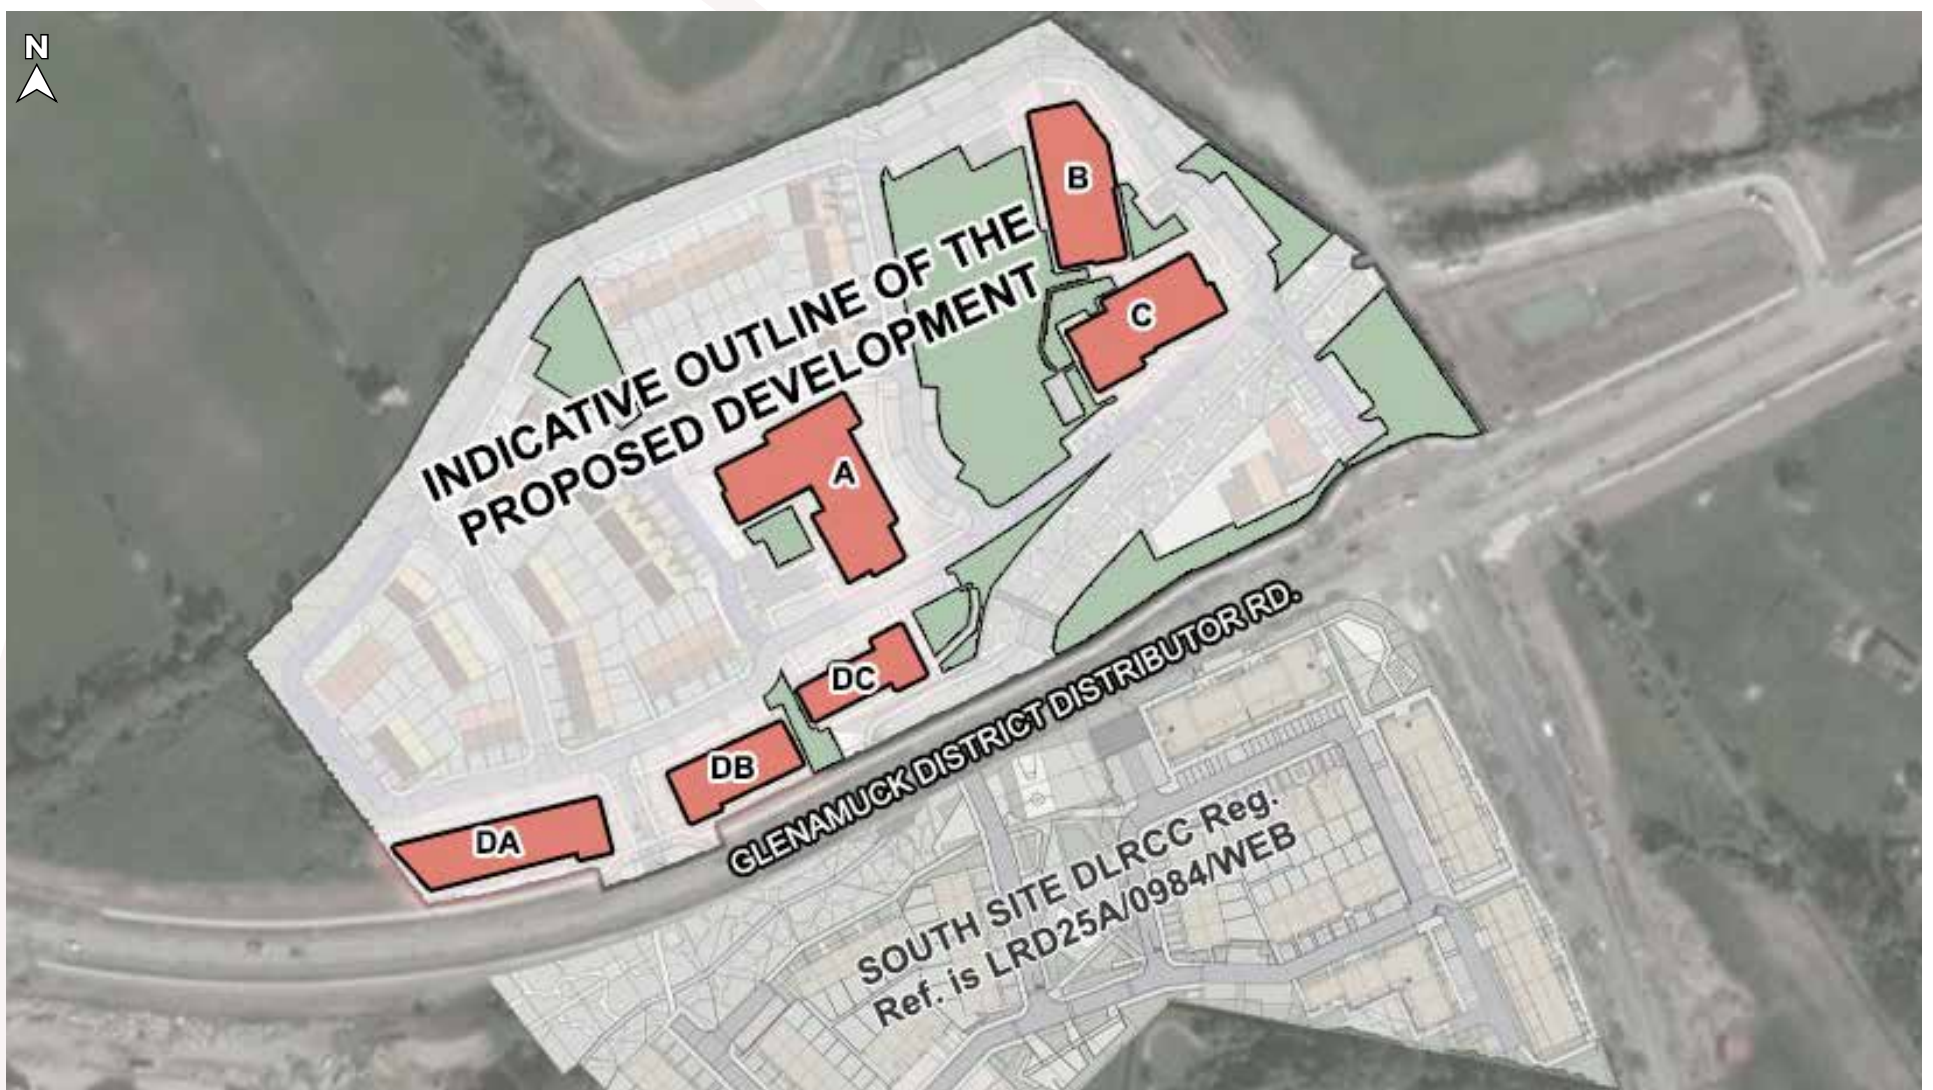 N
INDICATIVE OUTLINE OF THE
PROPOSED DEVELOPMENT
B
C
A
DC
DB
DA
GLENAMUCK DISTRICT DISTRIBUTOR RD.
SOUTH SITE DLRCC Reg.
Ref. is LRD25A/0984/WEB